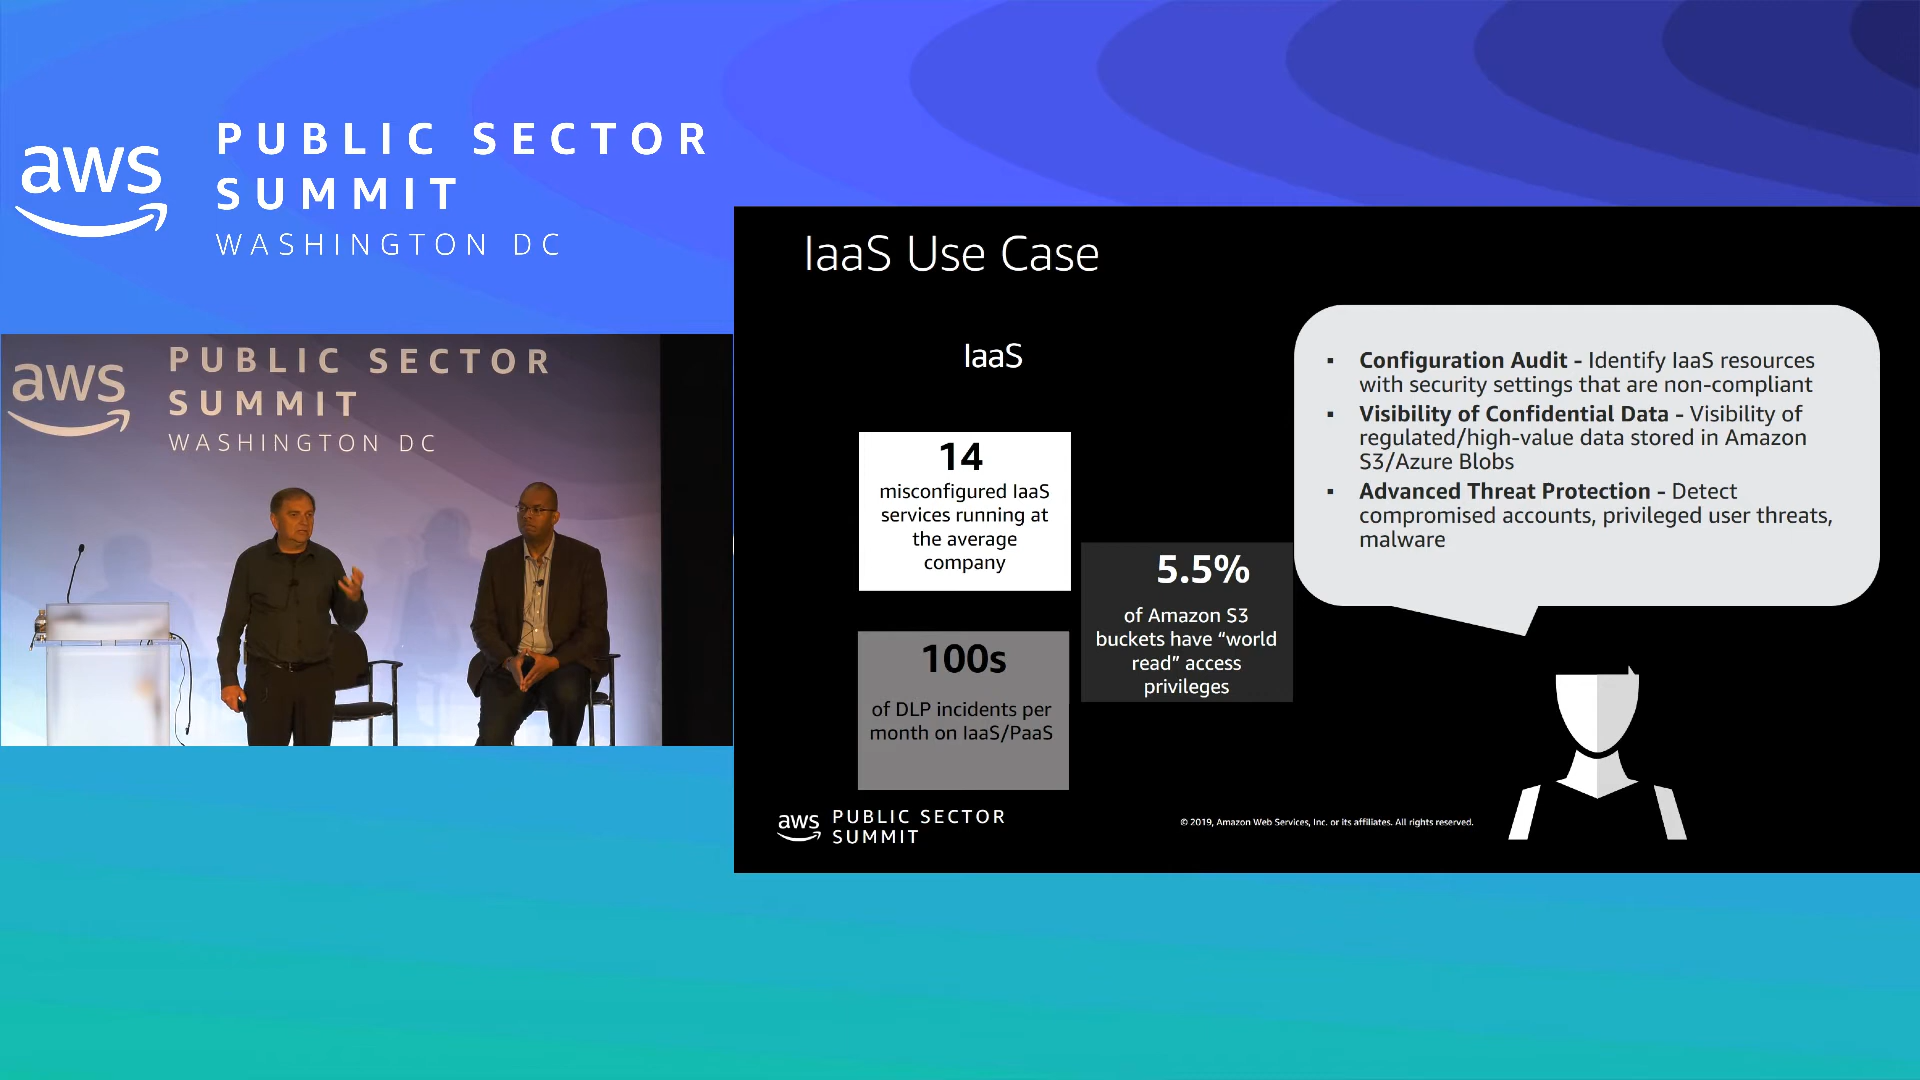 aws
PUBLIC SECTOR
SUMMIT
WASHINGTON DC
aws
PUBLIC SECTOR
SUMMIT
WASHINGTON DC
IaaS Use Case
IaaS
14
misconfigured IaaS
services running at
the average
company
100s
of DLP incidents per
month on IaaS/PaaS
5.5%
of Amazon S3
buckets have “world
read” access
privileges
▪ Configuration Audit - Identify IaaS resources
with security settings that are non-compliant
▪ Visibility of Confidential Data - Visibility of
regulated/high-value data stored in Amazon
S3/Azure Blobs
▪ Advanced Threat Protection - Detect
compromised accounts, privileged user threats,
malware
aws
PUBLIC SECTOR
SUMMIT
© 2019, Amazon Web Services, Inc. or its affiliates. All rights reserved.